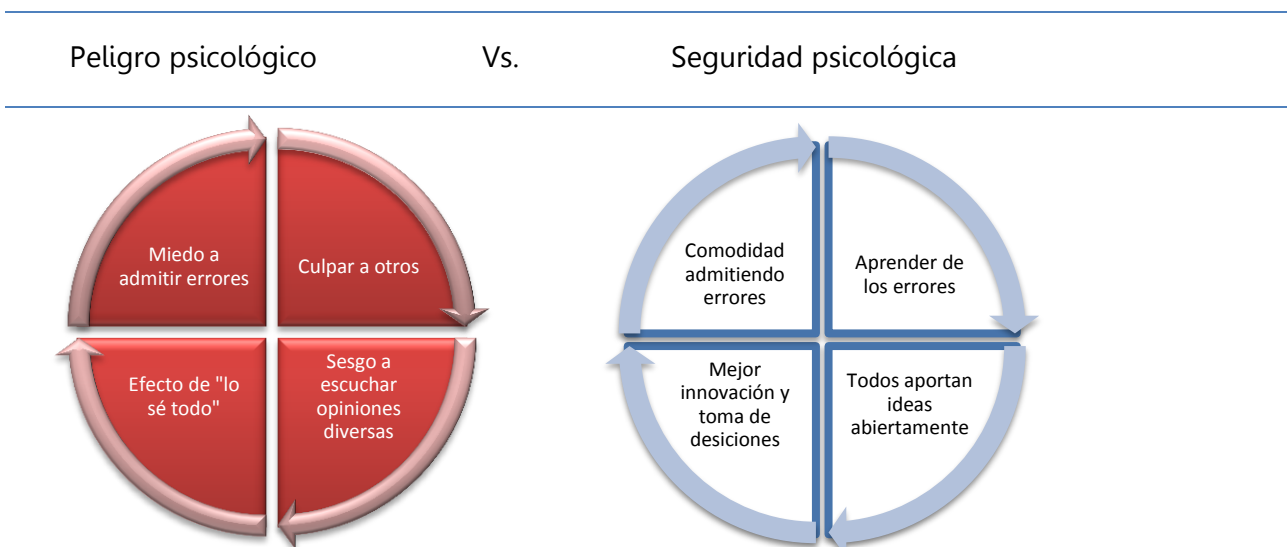 Peligro psicológico Vs. Seguridad psicológica
Miedo a
admitir errores
Culpar a otros
Efecto de "lo
sé todo"
Sesgo a
escuchar
opiniones
diversas
Comodidad
admitiendo
errores
Aprender de
los errores
Mejor
innovación y
toma de
desiciones
Todos aportan
ideas
abiertamente